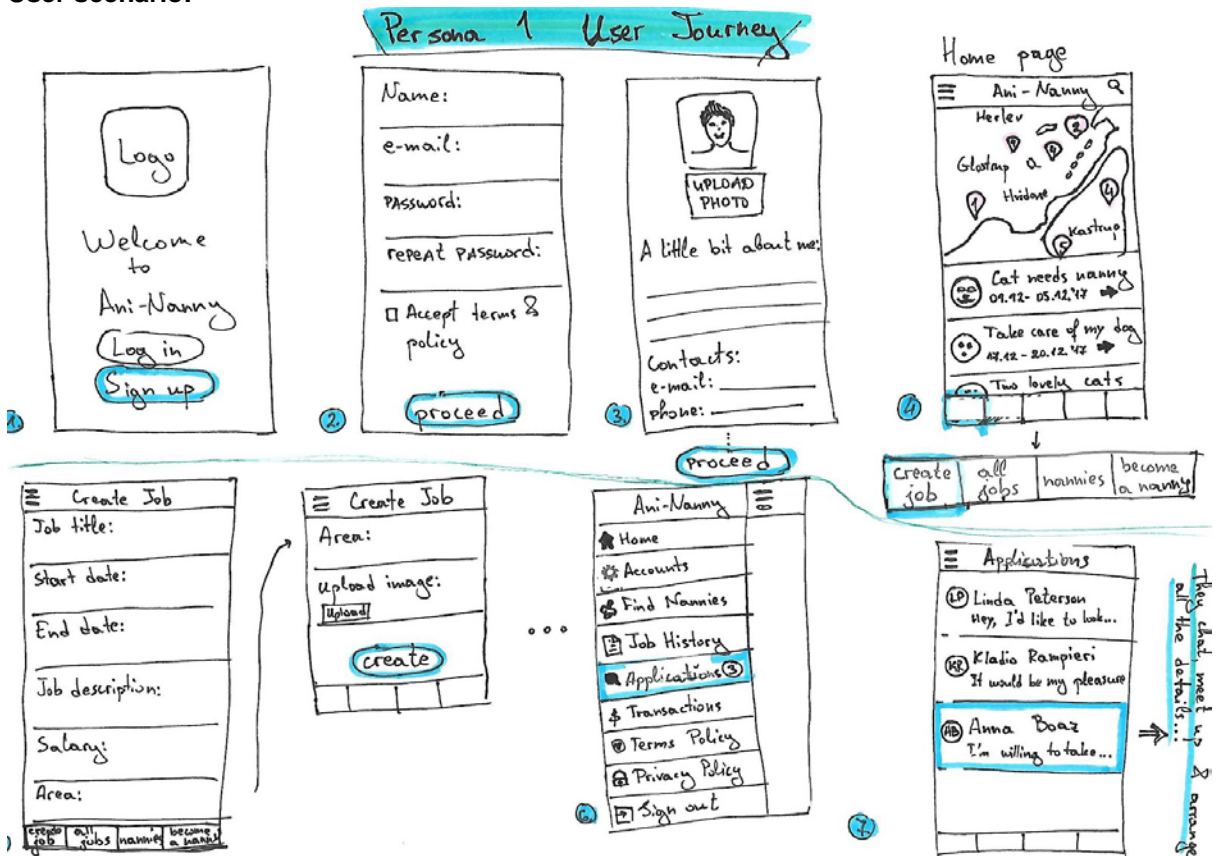 User scenario:
Persona 1 User Journey
Logo
Welcome
to
Ani-Nanny
Log in
Sign up
1.
Name:
e-mail:
PAssword:
repeAt PAssword:
Accept terms &
policy
proceed
2.
UPLOAD
PHOTO
A little bit about me:
Contacts:
e-mail:
phone:
3.
proceed
Home page
Ani-Nanny
Herlev
2
Glostrup
Hvidovre
1
4
Kastrup
Cat needs nanny
01.12-05.12.'17
Take care of my dog
17.12-20.12.'17
Two lovely cats
4
create
job
all
jobs
nannies
become
a nanny
Create Job
Job title:
Start date:
End date:
Job description:
Salary:
Area:
create
job
all
jobs
nannies
become
a nanny
Create Job
Area:
upload image:
Upload
create
Ani-Nanny
Home
Accounts
Find Nannies
Job History
Applications 3
Transactions
Terms Policy
Privacy Policy
Sign out
6.
Applications
LP Linda Peterson
Hey, I'd like to look...
KR Kladio Rampieri
It would be my pleasure
AB Anna Boaz
I'm willing to take...
7.
They chat, meet up & arrange
all the details...